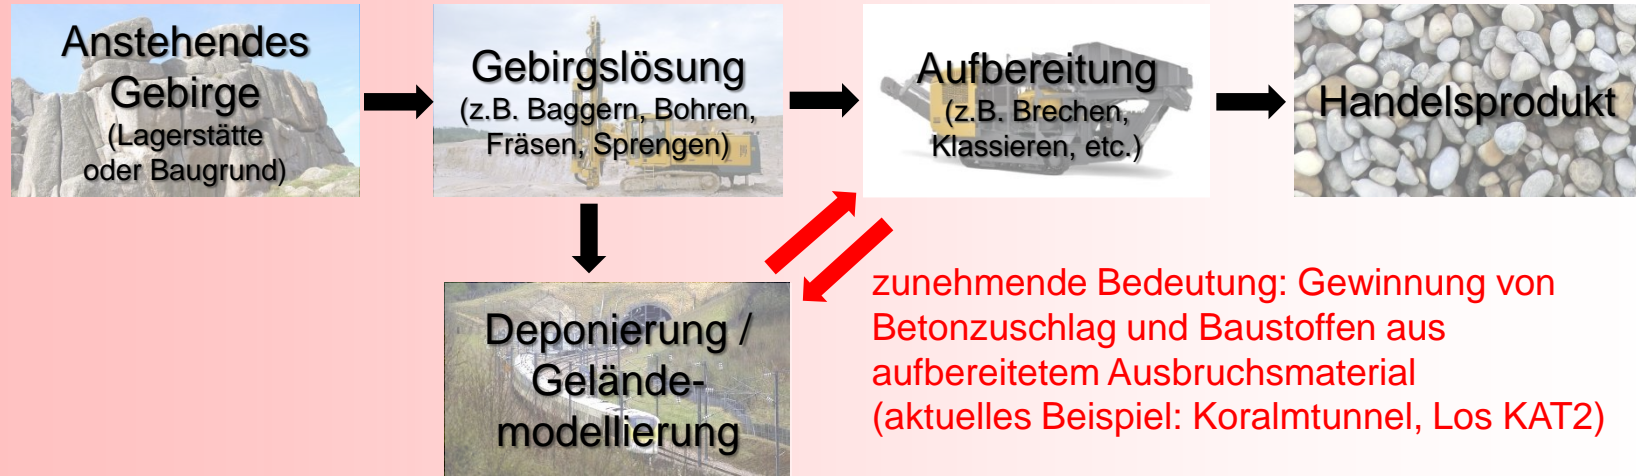 Anstehendes
Gebirge
(Lagerstätte
oder Baugrund)
Gebirgslösung
(z.B. Baggern, Bohren,
Fräsen, Sprengen)
Aufbereitung
(z.B. Brechen,
Klassieren, etc.)
Handelsprodukt
Deponierung /
Gelände-
modellierung
zunehmende Bedeutung: Gewinnung von
Betonzuschlag und Baustoffen aus
aufbereitetem Ausbruchsmaterial
(aktuelles Beispiel: Koralmtunnel, Los KAT2)